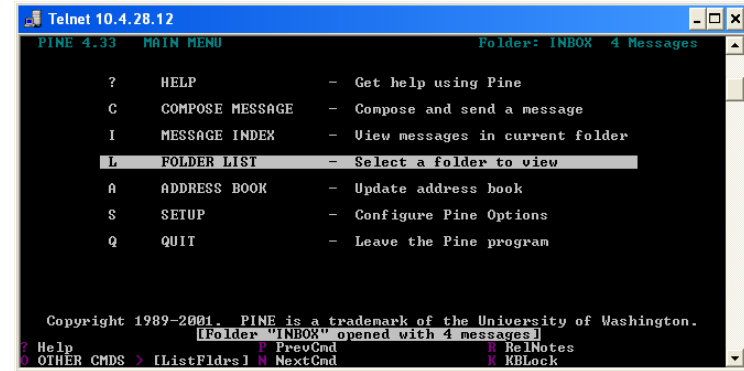 Telnet 10.4.28.12
PINE 4.33 MAIN MENU Folder: INBOX 4 Messages
? HELP - Get help using Pine
C COMPOSE MESSAGE - Compose and send a message
I MESSAGE INDEX - View messages in current folder
L FOLDER LIST - Select a folder to view
A ADDRESS BOOK - Update address book
S SETUP - Configure Pine Options
Q QUIT - Leave the Pine program
Copyright 1989-2001. PINE is a trademark of the University of Washington.
[Folder "INBOX" opened with 4 messages]
? Help P PrevCmd R RelNotes
O OTHER CMDS > [ListFldrs] N NextCmd K KBLock